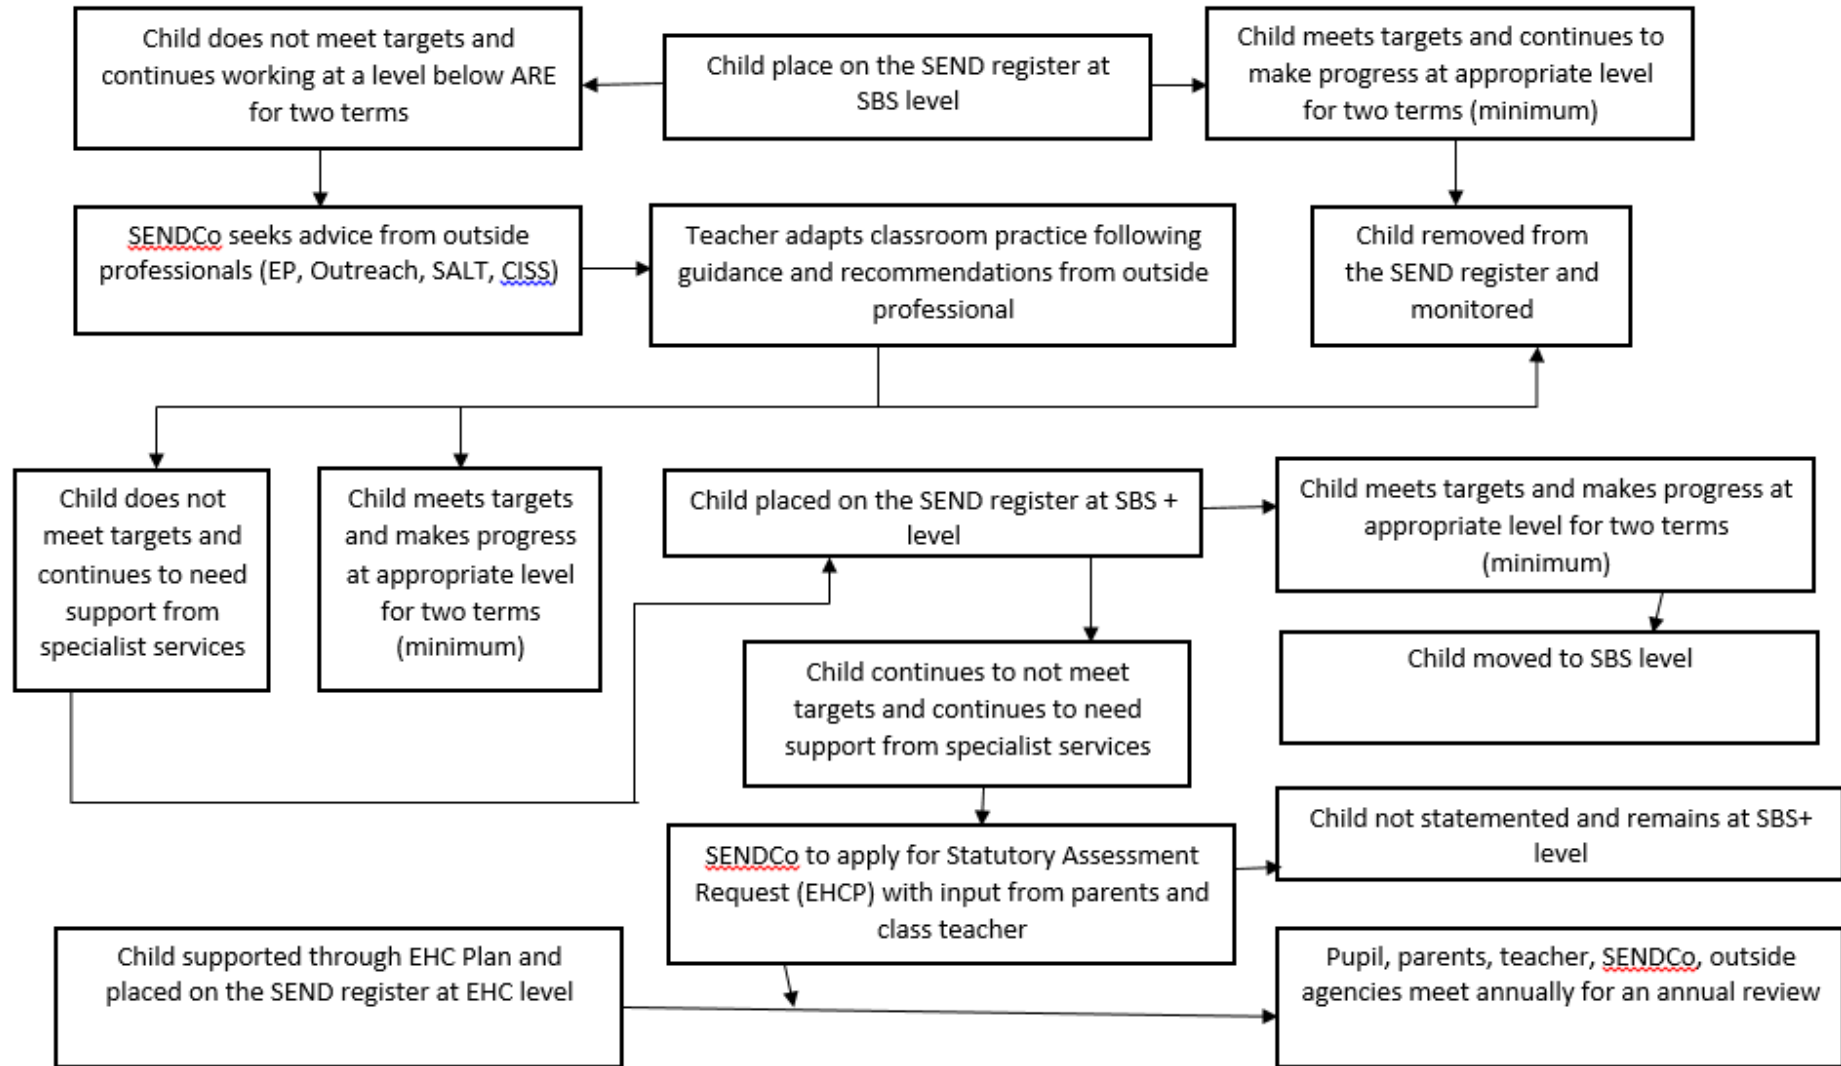 Child does not meet targets and
continues working at a level below ARE
for two terms
Child place on the SEND register at
SBS level
Child meets targets and continues to
make progress at appropriate level
for two terms (minimum)
SENDCo seeks advice from outside
professionals (EP, Outreach, SALT, CISS)
Teacher adapts classroom practice following
guidance and recommendations from outside
professional
Child removed from
the SEND register and
monitored
Child does not
meet targets and
continues to need
support from
specialist services
Child meets targets
and makes progress
at appropriate level
for two terms
(minimum)
Child placed on the SEND register at SBS +
level
Child meets targets and makes progress at
appropriate level for two terms
(minimum)
Child continues to not meet
targets and continues to need
support from specialist services
Child moved to SBS level
SENDCo to apply for Statutory Assessment
Request (EHCP) with input from parents and
class teacher
Child not statemented and remains at SBS+
level
Child supported through EHC Plan and
placed on the SEND register at EHC level
Pupil, parents, teacher, SENDCo, outside
agencies meet annually for an annual review